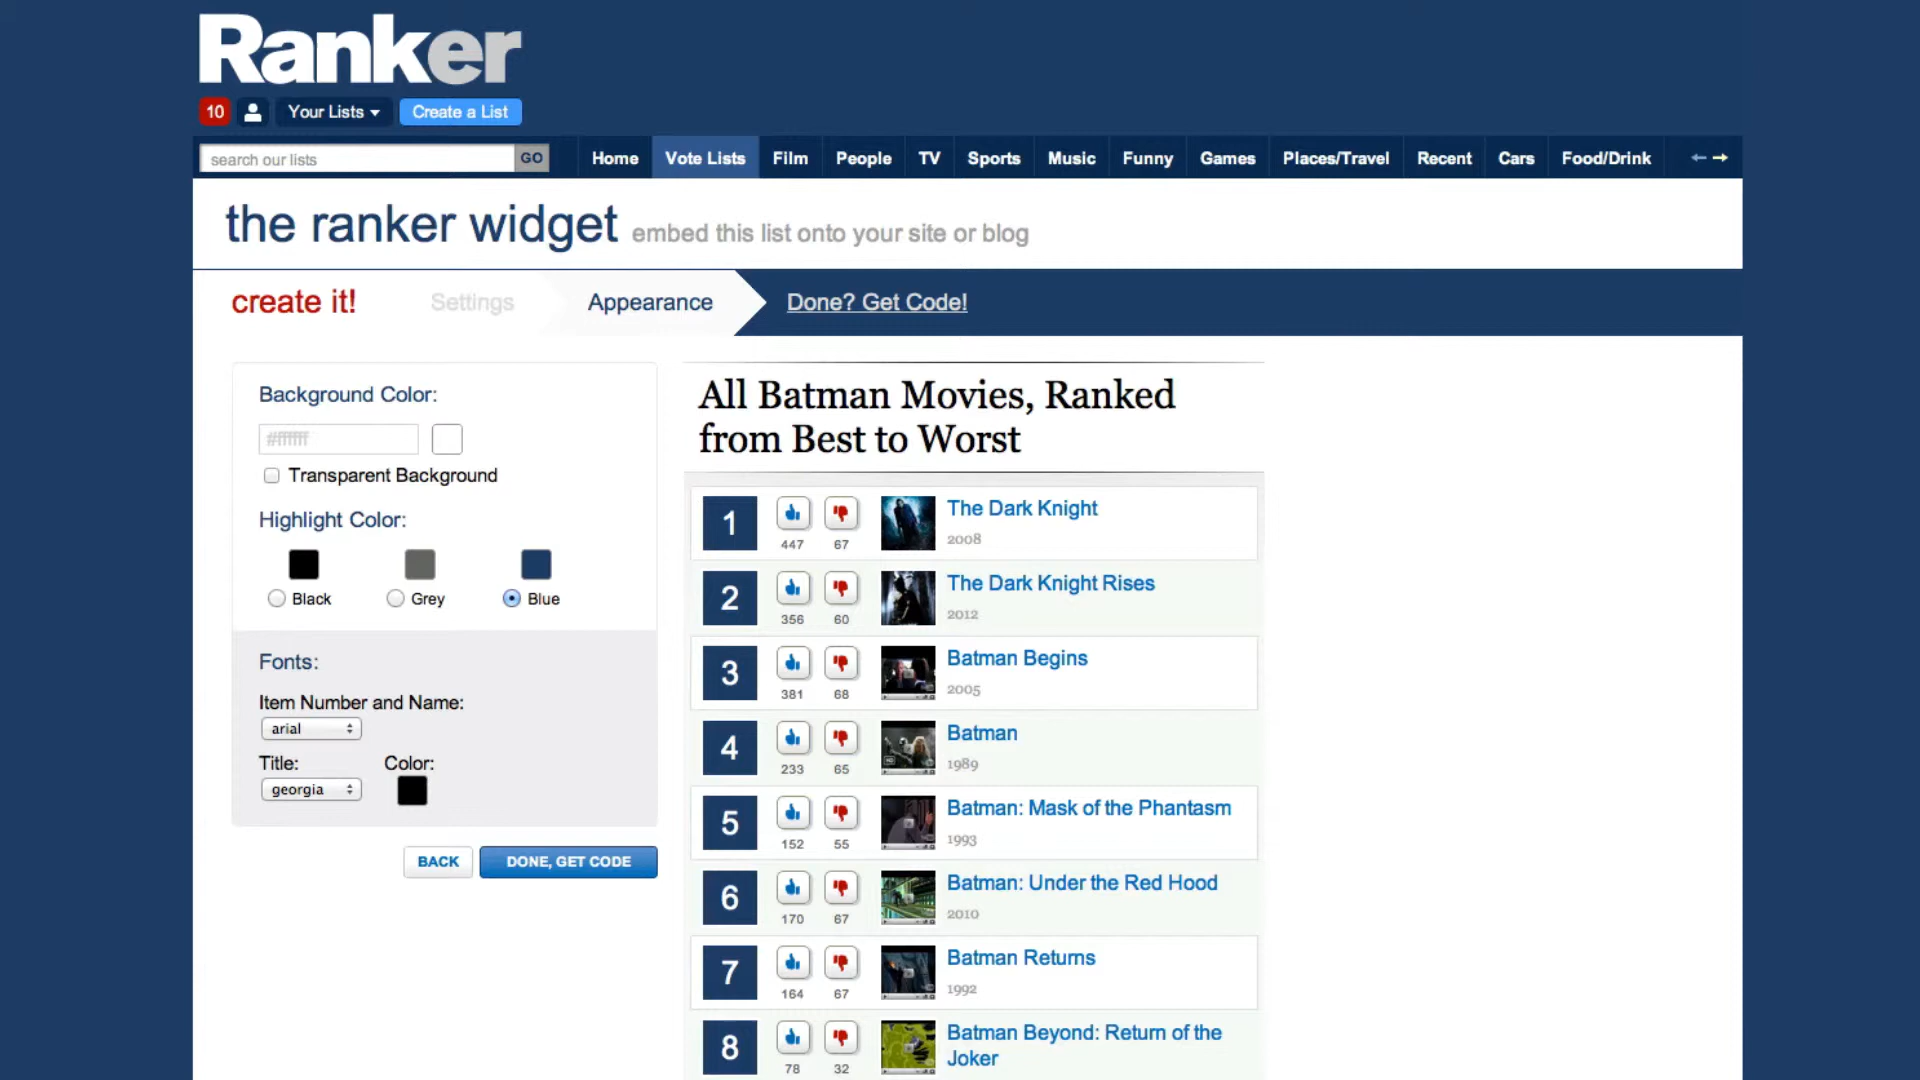 Ranker
10 Your Lists Create a List
search our lists GO Home Vote Lists Film People TV Sports Music Funny Games Places/Travel Recent Cars Food/Drink
the ranker widget embed this list onto your site or blog
create it! Settings Appearance Done? Get Code!
Background Color:
#ffffff
Transparent Background
Highlight Color:
Black Grey Blue
Fonts:
Item Number and Name:
arial
Title: Color:
georgia
BACK DONE, GET CODE
All Batman Movies, Ranked
from Best to Worst
1 The Dark Knight
447 67 2008
2 The Dark Knight Rises
356 60 2012
3 Batman Begins
381 68 2005
4 Batman
233 65 1989
5 Batman: Mask of the Phantasm
152 55 1993
6 Batman: Under the Red Hood
170 67 2010
7 Batman Returns
164 67 1992
8 Batman Beyond: Return of the
Joker
78 32